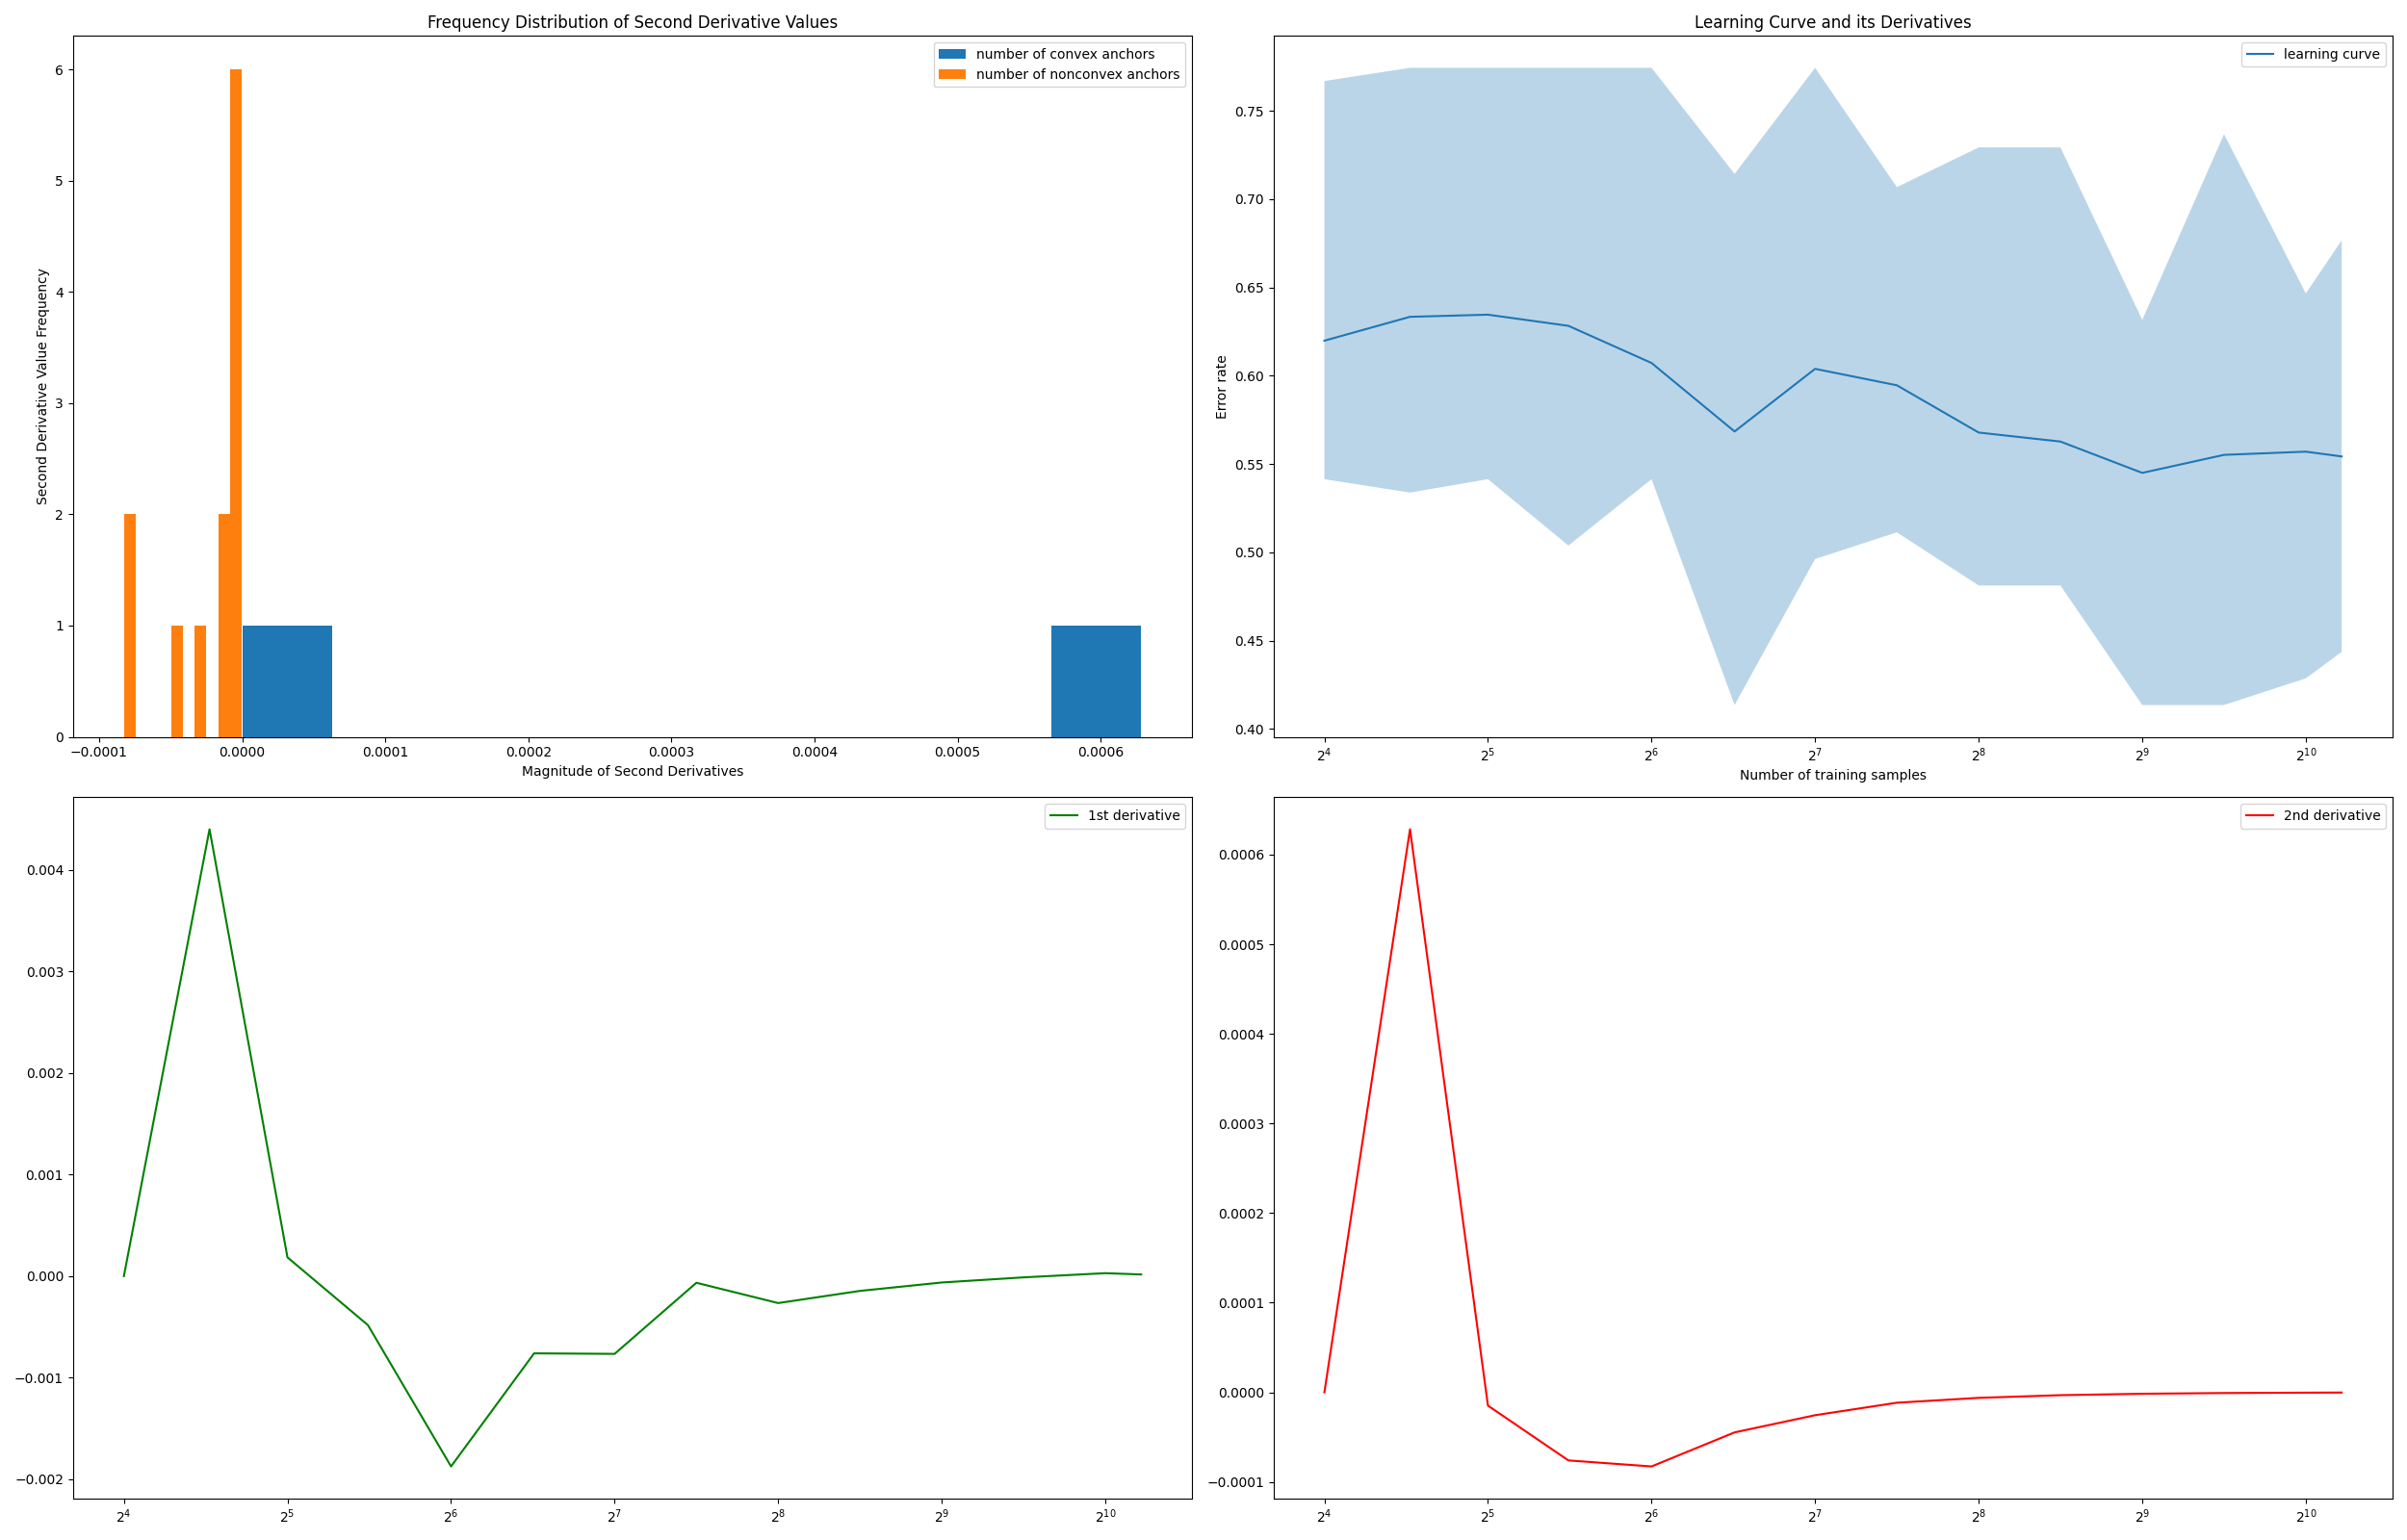 Frequency Distribution of Second Derivative Values
number of convex anchors
number of nonconvex anchors
Second Derivative Value Frequency
6
5
4
3
2
1
0
−0.0001 0.0000 0.0001 0.0002 0.0003 0.0004 0.0005 0.0006
Magnitude of Second Derivatives
Learning Curve and its Derivatives
learning curve
Error rate
0.75
0.70
0.65
0.60
0.55
0.50
0.45
0.40
2⁴ 2⁵ 2⁶ 2⁷ 2⁸ 2⁹ 2¹⁰
Number of training samples
1st derivative
0.004
0.003
0.002
0.001
0.000
−0.001
−0.002
2⁴ 2⁵ 2⁶ 2⁷ 2⁸ 2⁹ 2¹⁰
2nd derivative
0.0006
0.0005
0.0004
0.0003
0.0002
0.0001
0.0000
−0.0001
2⁴ 2⁵ 2⁶ 2⁷ 2⁸ 2⁹ 2¹⁰